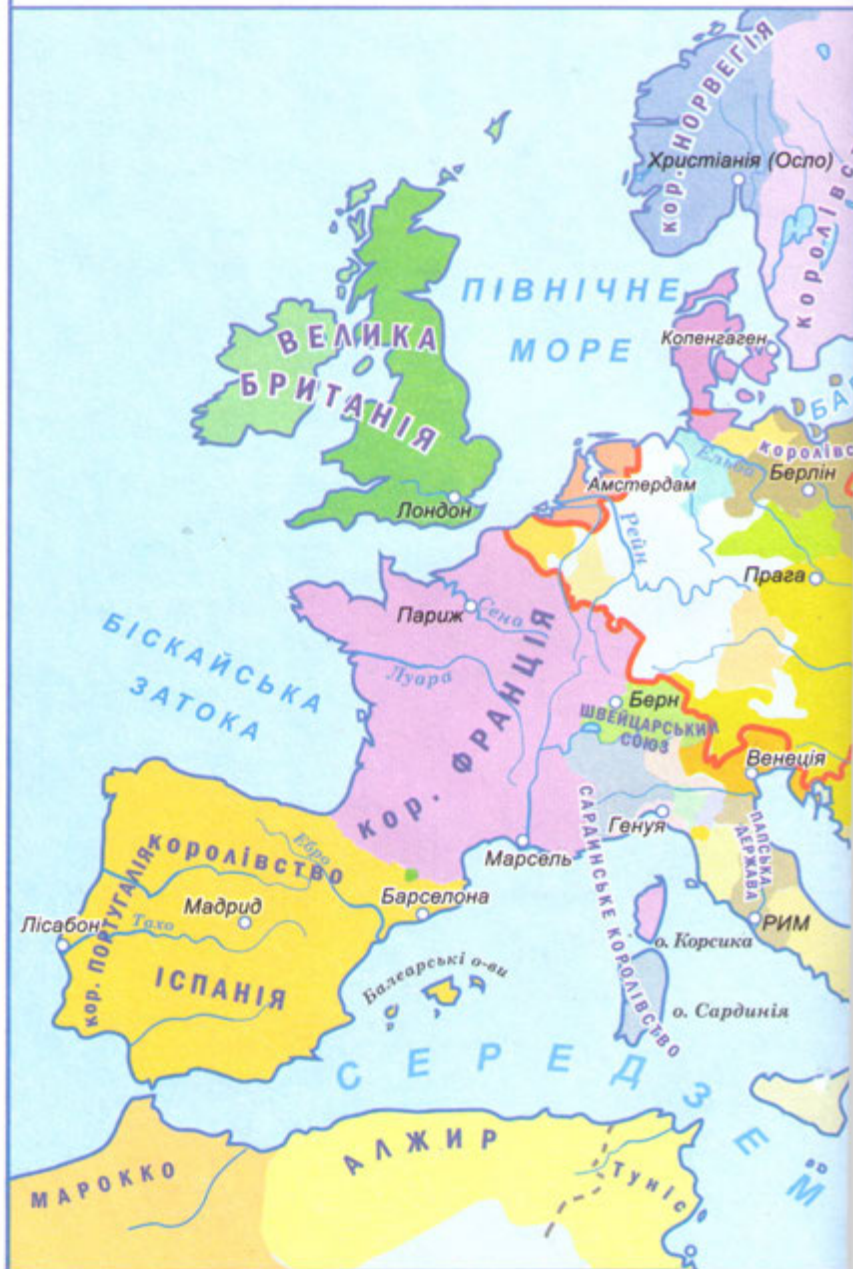 кор. НОРВЕГІЯ
Християнія (Осло)
королівс
ПІВНІЧНЕ
МОРЕ
Копенгаген
БА
ВЕЛИКА
БРИТАНІЯ
королівс
Ельба
Берлін
Амстердам
Лондон
Рейн
Прага
Париж
Сена
БІСКАЙСЬКА
ЗАТОКА
Луара
кор. ФРАНЦІЯ
Берн
ШВЕЙЦАРСЬКИЙ
СОЮЗ
Венеція
САРДИНСЬКЕ КОРОЛІВСТВО
Генуя
ПАПСЬКА
ДЕРЖАВА
Марсель
королівство
Ебро
Барселона
Мадрид
Лісабон
Тахо
кор. ПОРТУГАЛІЯ
ІСПАНІЯ
РИМ
о. Корсика
Балеарські о-ви
о. Сардинія
СЕРЕДЗЕМ
АЛЖИР
МАРОККО
Туніс